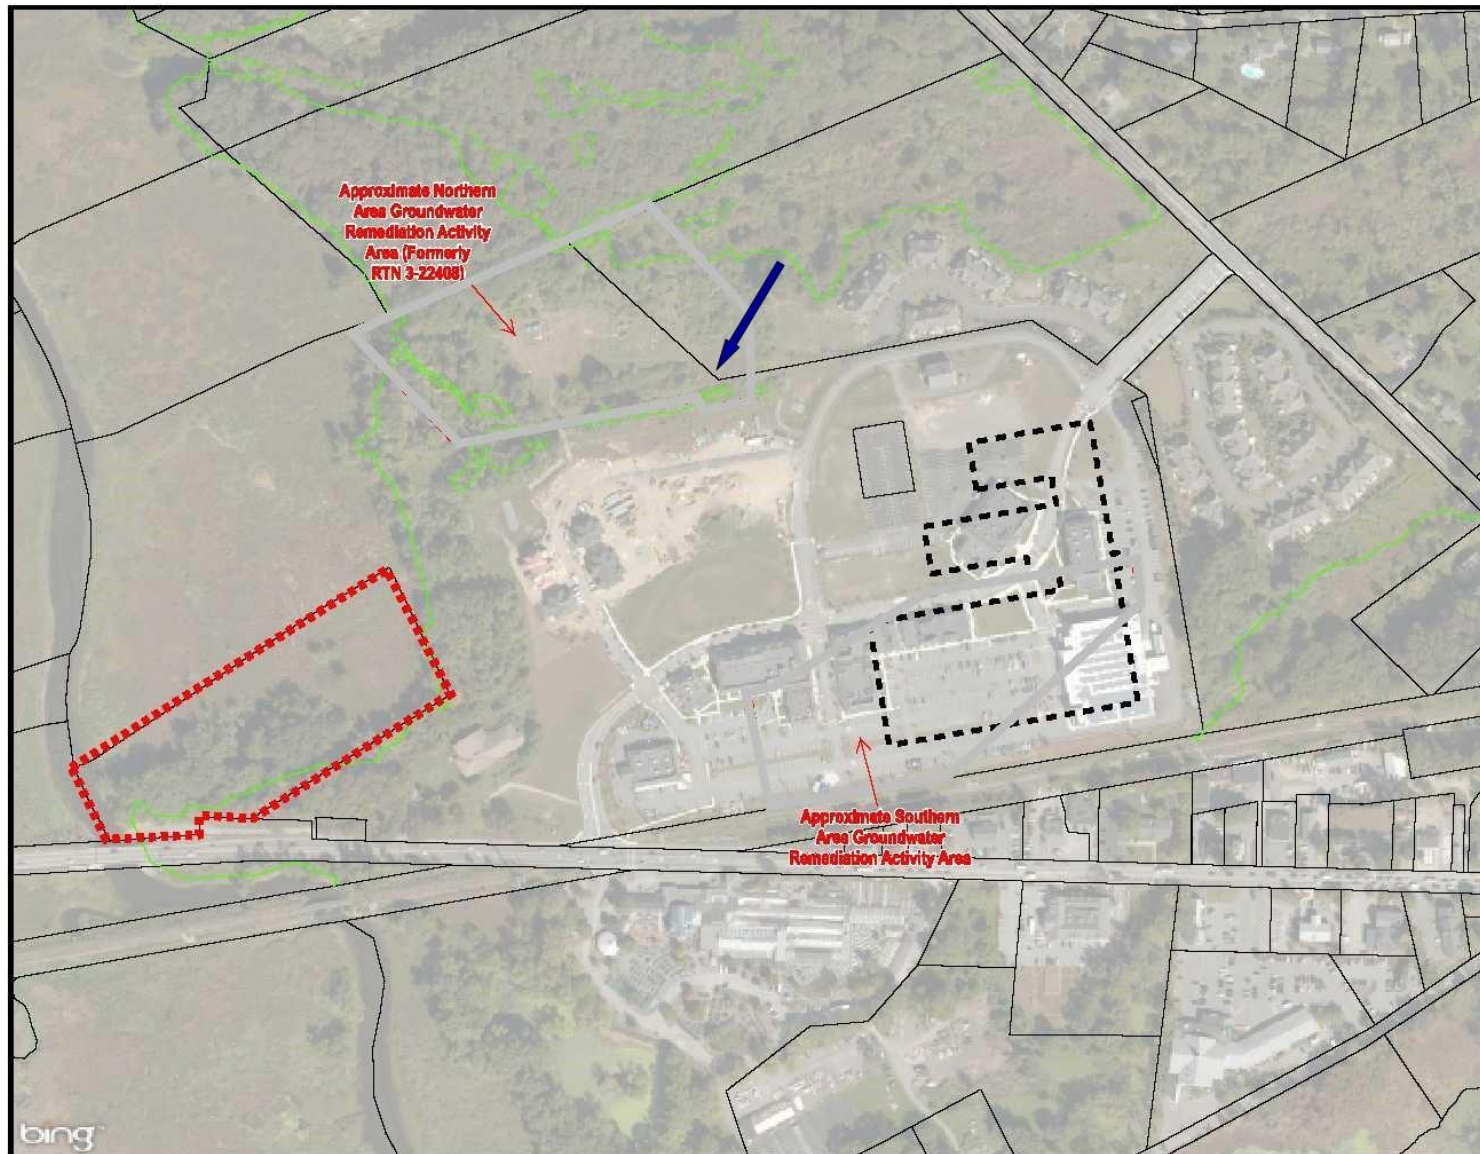 Approximate Northern
Area Groundwater
Remediation Activity
Area (Formerly
RTN 3-22408)
Approximate Southern
Area Groundwater
Remediation Activity Area
bing